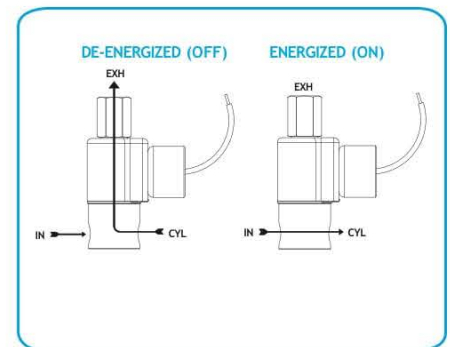 DE-ENERGIZED (OFF)
EXH
IN
CYL
ENERGIZED (ON)
EXH
IN
CYL